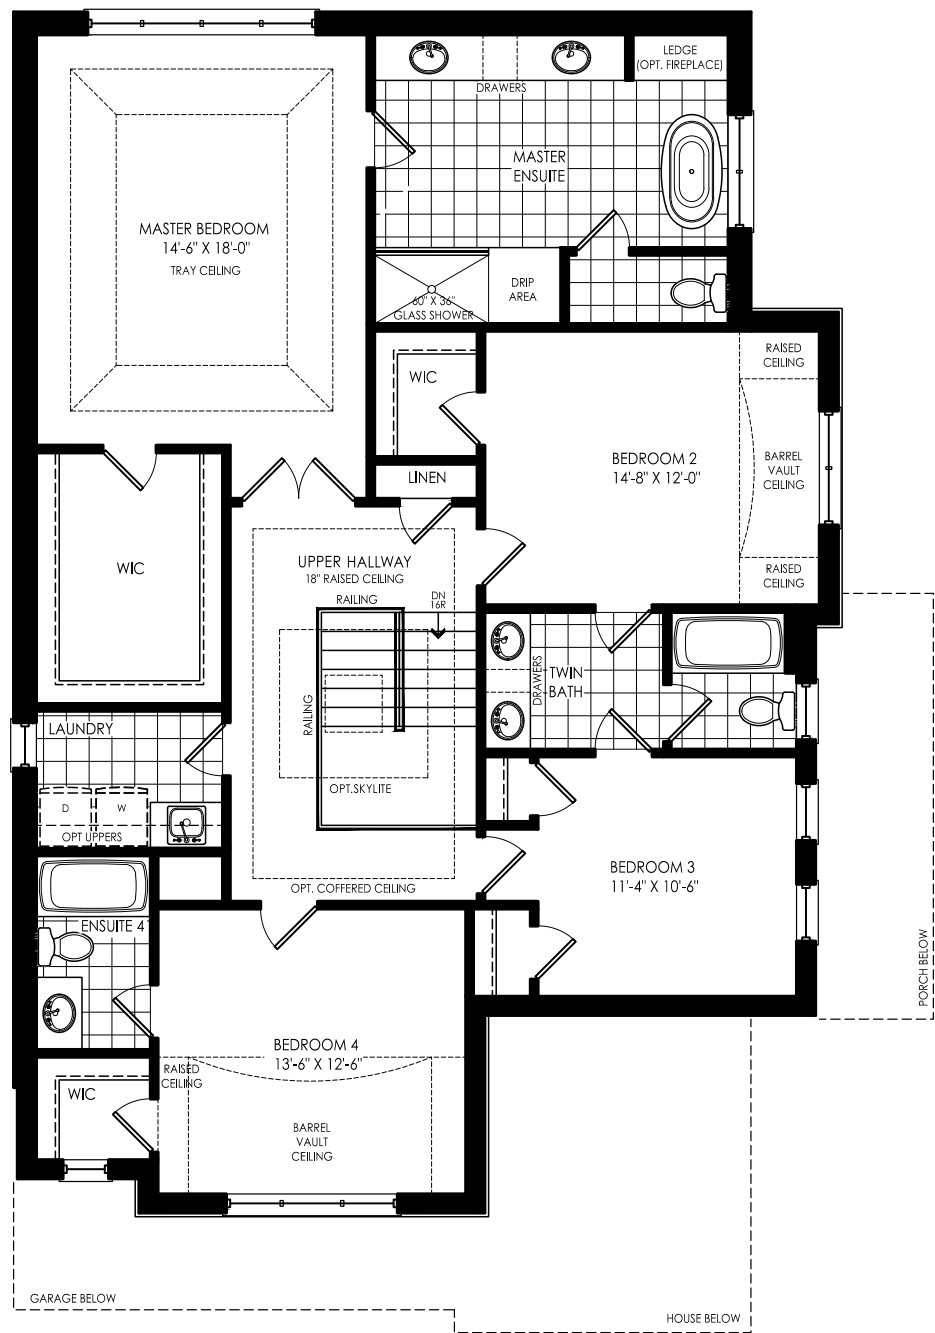 LEDGE
(OPT. FIREPLACE)
DRAWERS
MASTER
ENSUITE
MASTER BEDROOM
14'-6" X 18'-0"
TRAY CEILING
DRIP
AREA
60" X 36"
GLASS SHOWER
RAISED
CEILING
WIC
BEDROOM 2
14'-8" X 12'-0"
BARREL
VAULT
CEILING
LINEN
RAISED
CEILING
WIC
UPPER HALLWAY
18" RAISED CEILING
RAILING
DN
16R
RAILING
OPT.SKYLITE
OPT. COFFERED CEILING
DRAWERS
TWIN
BATH
LAUNDRY
D
W
OPT UPPERS
BEDROOM 3
11'-4" X 10'-6"
ENSUITE 4
PORCH BELOW
BEDROOM 4
13'-6" X 12'-6"
RAISED
CEILING
WIC
BARREL
VAULT
CEILING
GARAGE BELOW
HOUSE BELOW